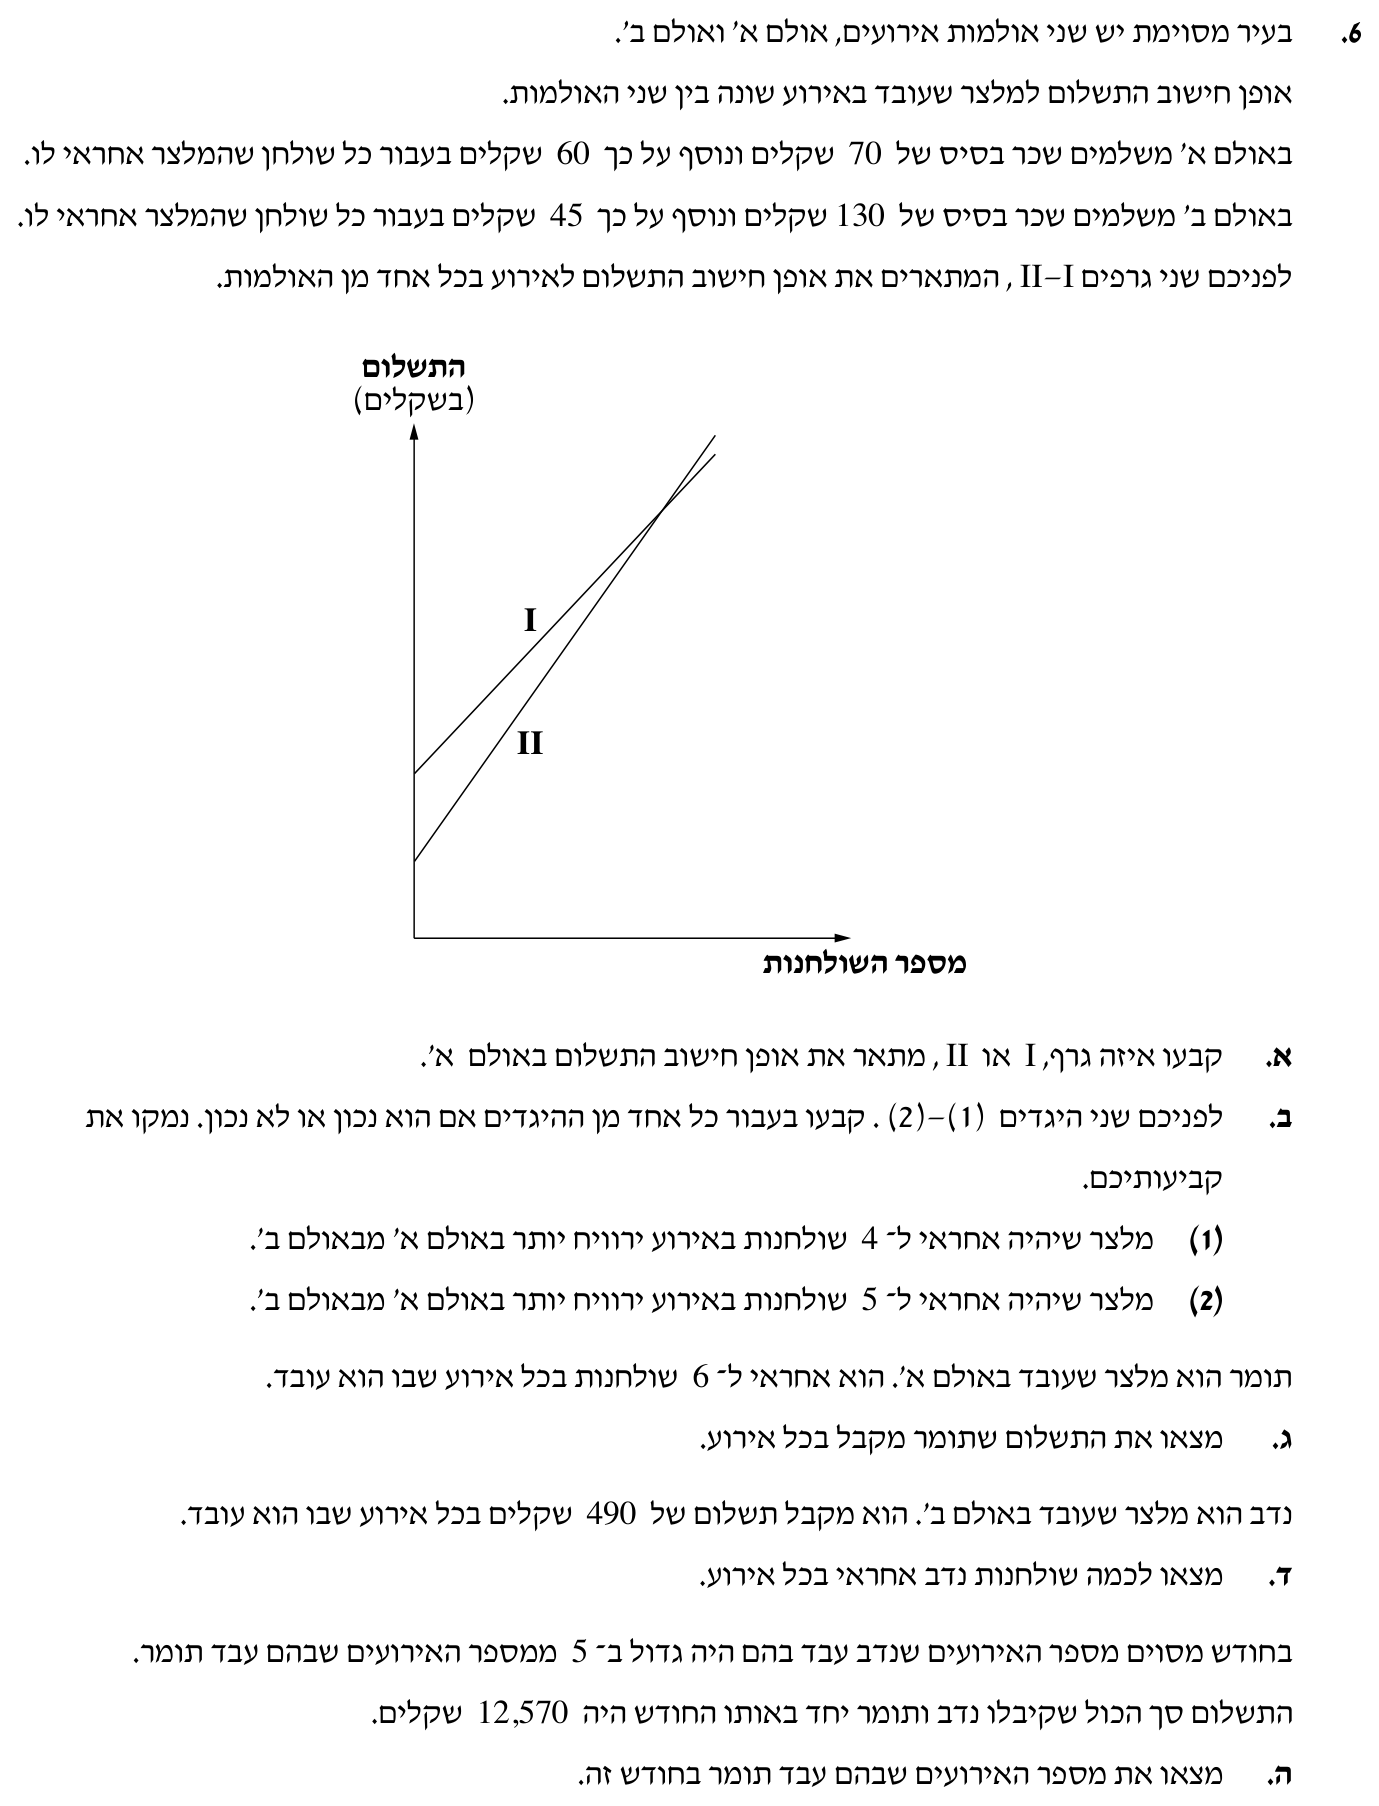 6. בעיר מסוימת יש שני אולמות אירועים, אולם א' ואולם ב'.
אופן חישוב התשלום למלצר שעובד באירוע שונה בין שני האולמות.
באולם א' משלמים שכר בסיס של 70 שקלים ונוסף על כך 60 שקלים בעבור כל שולחן שהמלצר אחראי לו.
באולם ב' משלמים שכר בסיס של 130 שקלים ונוסף על כך 45 שקלים בעבור כל שולחן שהמלצר אחראי לו.
לפניכם שני גרפים I–II, המתארים את אופן חישוב התשלום לאירוע בכל אחד מן האולמות.
התשלום
(בשקלים)
I
II
מספר השולחנות
א. קבעו איזה גרף, I או II, מתאר את אופן חישוב התשלום באולם א'.
ב. לפניכם שני היגדים (1)–(2). קבעו בעבור כל אחד מן ההיגדים אם הוא נכון או לא נכון. נמקו את
קביעותיכם.
(1) מלצר שיהיה אחראי ל־ 4 שולחנות באירוע ירוויח יותר באולם א' מבאולם ב'.
(2) מלצר שיהיה אחראי ל־ 5 שולחנות באירוע ירוויח יותר באולם א' מבאולם ב'.
תומר הוא מלצר שעובד באולם א'. הוא אחראי ל־ 6 שולחנות בכל אירוע שבו הוא עובד.
ג. מצאו את התשלום שתומר מקבל בכל אירוע.
נדב הוא מלצר שעובד באולם ב'. הוא מקבל תשלום של 490 שקלים בכל אירוע שבו הוא עובד.
ד. מצאו לכמה שולחנות נדב אחראי בכל אירוע.
בחודש מסוים מספר האירועים שנדב עבד בהם היה גדול ב־ 5 ממספר האירועים שבהם עבד תומר.
התשלום סך הכול שקיבלו נדב ותומר יחד באותו החודש היה 12,570 שקלים.
ה. מצאו את מספר האירועים שבהם עבד תומר בחודש זה.